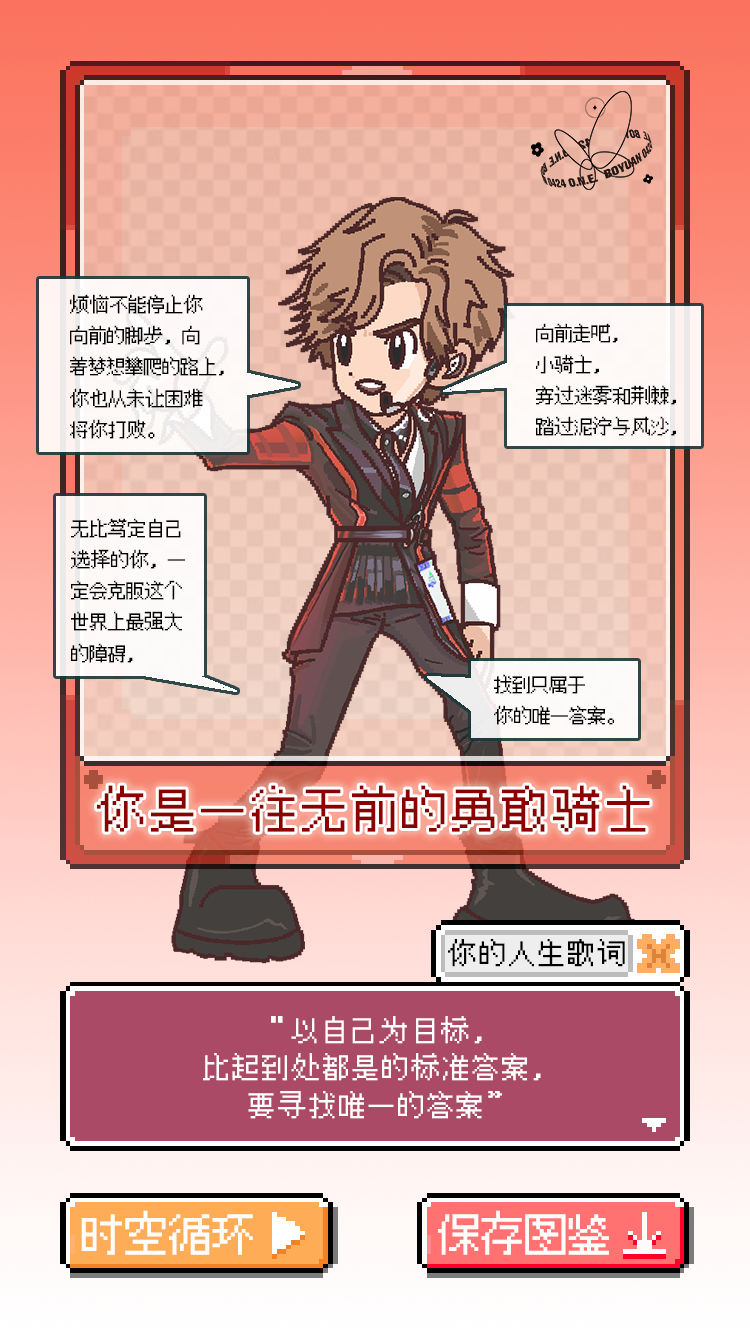 0424 O.N.E. BOYUAN 042
烦恼不能停止你
向前的脚步，向
着梦想攀爬的路上，
你也从未让困难
将你打败。
向前走吧，
小骑士，
穿过迷雾和荆棘，
踏过泥泞与风沙，
无比笃定自己
选择的你，一
定会克服这个
世界上最强大
的障碍，
找到只属于
你的唯一答案。
你是一往无前的勇敢骑士
你的人生歌词
“以自己为目标，
比起到处都是的标准答案，
要寻找唯一的答案”
时空循环
保存图鉴